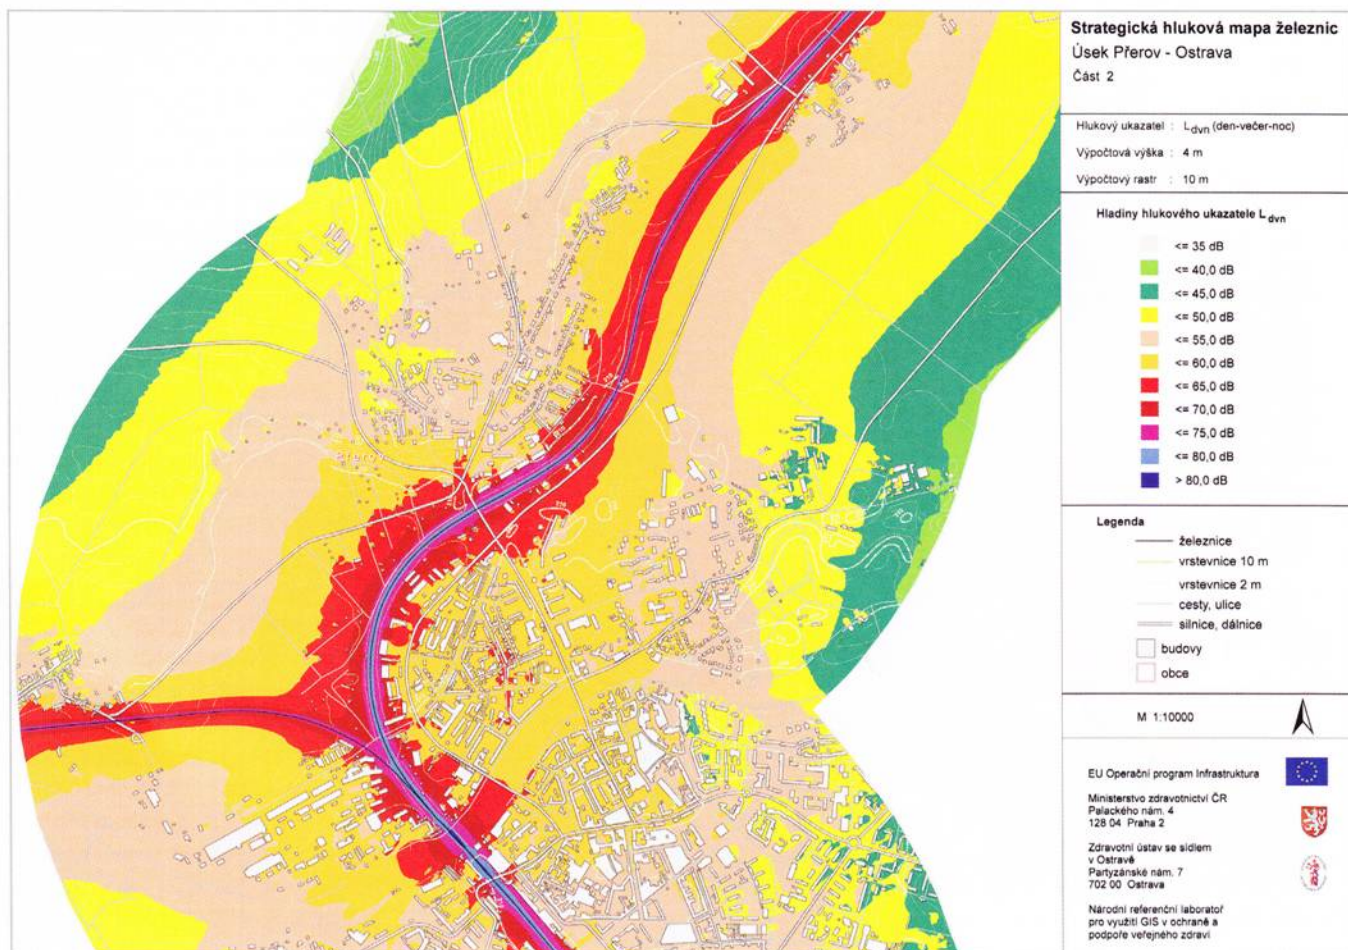 Strategická hluková mapa železnic
Úsek Přerov - Ostrava
Část 2
Hlukový ukazatel : Ldvn (den-večer-noc)
Výpočtová výška : 4 m
Výpočtový rastr : 10 m
Hladiny hlukového ukazatele Ldvn
<= 35 dB
<= 40,0 dB
<= 45,0 dB
<= 50,0 dB
<= 55,0 dB
<= 60,0 dB
<= 65,0 dB
<= 70,0 dB
<= 75,0 dB
<= 80,0 dB
> 80,0 dB
Legenda
železnice
vrstevnice 10 m
vrstevnice 2 m
cesty, ulice
silnice, dálnice
budovy
obce
M 1:10000
EU Operační program Infrastruktura
Ministerstvo zdravotnictví ČR
Palackého nám. 4
128 04 Praha 2
Zdravotní ústav se sídlem
v Ostravě
Partyzánské nám. 7
702 00 Ostrava
Národní referenční laboratoř
pro využití GIS v ochraně a
podpoře veřejného zdraví